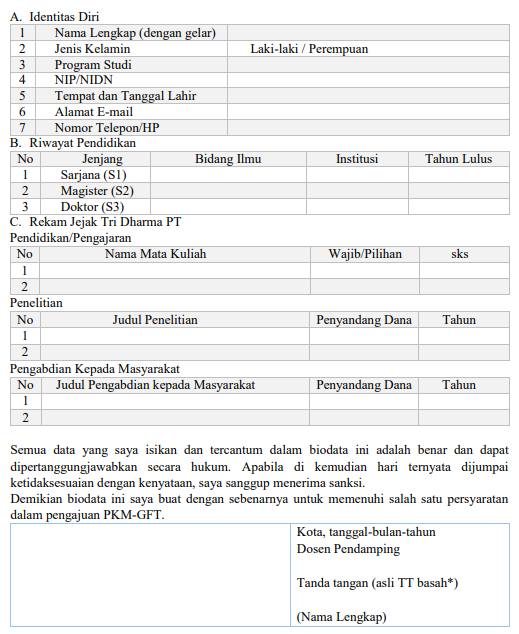 A. Identitas Diri
1 Nama Lengkap (dengan gelar)
2 Jenis Kelamin Laki-laki / Perempuan
3 Program Studi
4 NIP/NIDN
5 Tempat dan Tanggal Lahir
6 Alamat E-mail
7 Nomor Telepon/HP
B. Riwayat Pendidikan
No Jenjang Bidang Ilmu Institusi Tahun Lulus
1 Sarjana (S1)
2 Magister (S2)
3 Doktor (S3)
C. Rekam Jejak Tri Dharma PT
Pendidikan/Pengajaran
No Nama Mata Kuliah Wajib/Pilihan sks
1
2
Penelitian
No Judul Penelitian Penyandang Dana Tahun
1
2
Pengabdian Kepada Masyarakat
No Judul Pengabdian kepada Masyarakat Penyandang Dana Tahun
1
2
Semua data yang saya isikan dan tercantum dalam biodata ini adalah benar dan dapat
dipertanggungjawabkan secara hukum. Apabila di kemudian hari ternyata dijumpai
ketidaksesuaian dengan kenyataan, saya sanggup menerima sanksi.
Demikian biodata ini saya buat dengan sebenarnya untuk memenuhi salah satu persyaratan
dalam pengajuan PKM-GFT.
Kota, tanggal-bulan-tahun
Dosen Pendamping
Tanda tangan (asli TT basah*)
(Nama Lengkap)